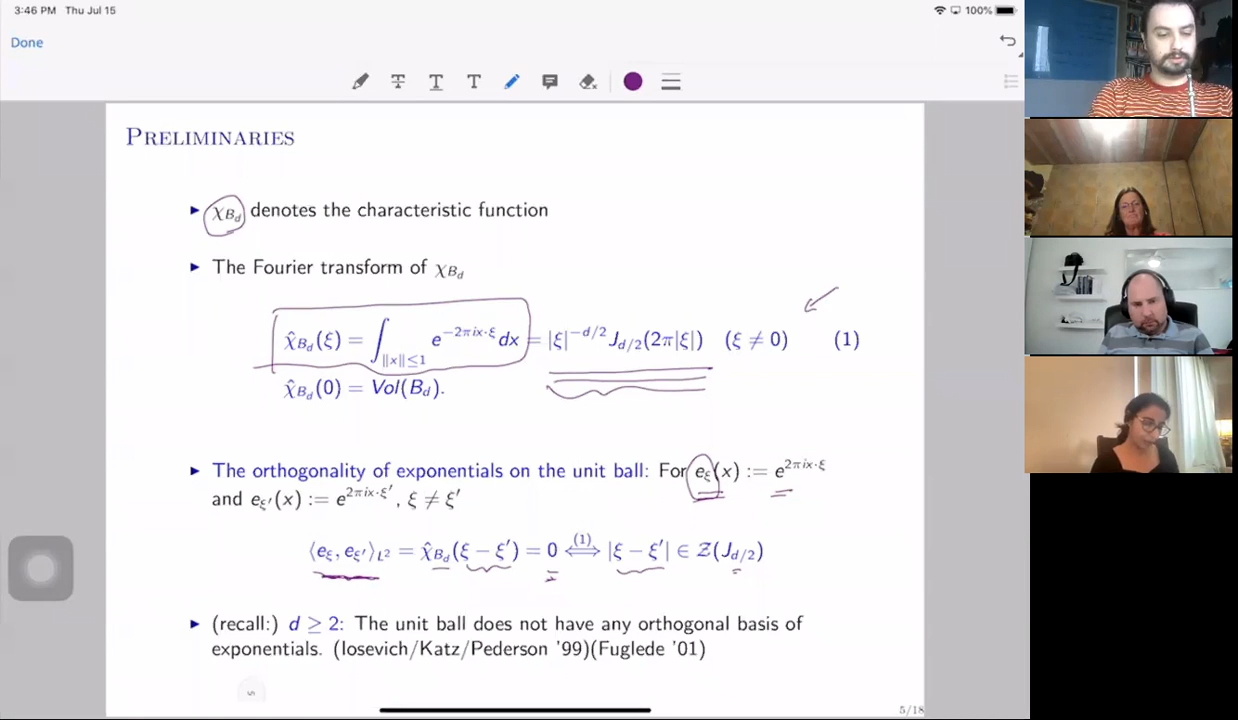 3:46 PM Thu Jul 15
100%
Done
T T T
PRELIMINARIES
► χ_{B_d} denotes the characteristic function
► The Fourier transform of χ_{B_d}
χ̂_{B_d}(ξ) = ∫_{‖x‖≤1} e^{−2πix·ξ} dx = |ξ|^{−d/2} J_{d/2}(2π|ξ|) (ξ ≠ 0) (1)
χ̂_{B_d}(0) = Vol(B_d).
► The orthogonality of exponentials on the unit ball: For e_ξ(x) := e^{2πix·ξ}
and e_{ξ′}(x) := e^{2πix·ξ′}, ξ ≠ ξ′
⟨e_ξ, e_{ξ′}⟩_{L²} = χ̂_{B_d}(ξ − ξ′) = 0 ⟺^{(1)} |ξ − ξ′| ∈ Z(J_{d/2})
► (recall:) d ≥ 2: The unit ball does not have any orthogonal basis of
exponentials. (Iosevich/Katz/Pederson '99)(Fuglede '01)
5/18